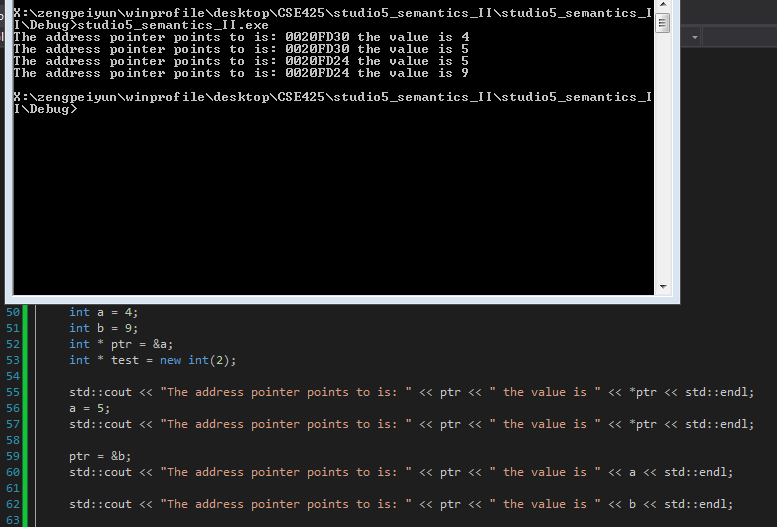 X:\zengpeiyun\winprofile\desktop\CSE425\studio5_semantics_II\studio5_semantics_I
I\Debug>studio5_semantics_II.exe
The address pointer points to is: 0020FD30 the value is 4
The address pointer points to is: 0020FD30 the value is 5
The address pointer points to is: 0020FD24 the value is 5
The address pointer points to is: 0020FD24 the value is 9
X:\zengpeiyun\winprofile\desktop\CSE425\studio5_semantics_II\studio5_semantics_I
I\Debug>
50 int a = 4;
51 int b = 9;
52 int * ptr = &a;
53 int * test = new int(2);
54
55 std::cout << "The address pointer points to is: " << ptr << " the value is " << *ptr << std::endl;
56 a = 5;
57 std::cout << "The address pointer points to is: " << ptr << " the value is " << *ptr << std::endl;
58
59 ptr = &b;
60 std::cout << "The address pointer points to is: " << ptr << " the value is " << a << std::endl;
61
62 std::cout << "The address pointer points to is: " << ptr << " the value is " << b << std::endl;
63